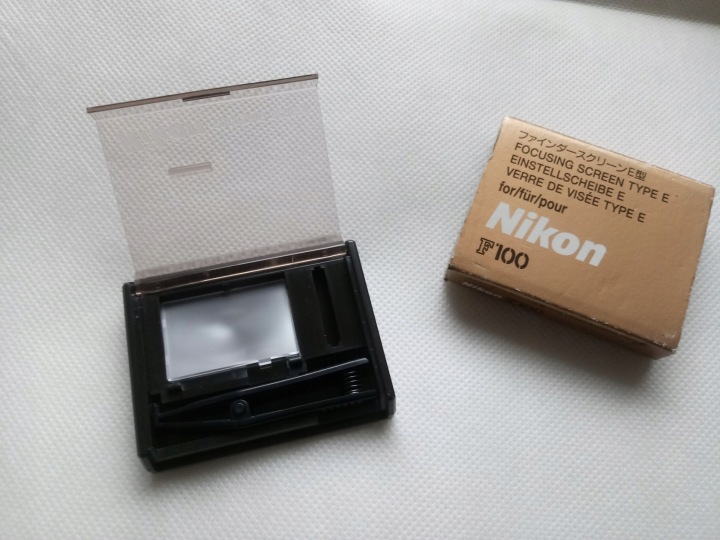 ファインダースクリーンE型
FOCUSING SCREEN TYPE E
EINSTELLSCHEIBE E
VERRE DE VISÉE TYPE E
for/für/pour
Nikon
F100